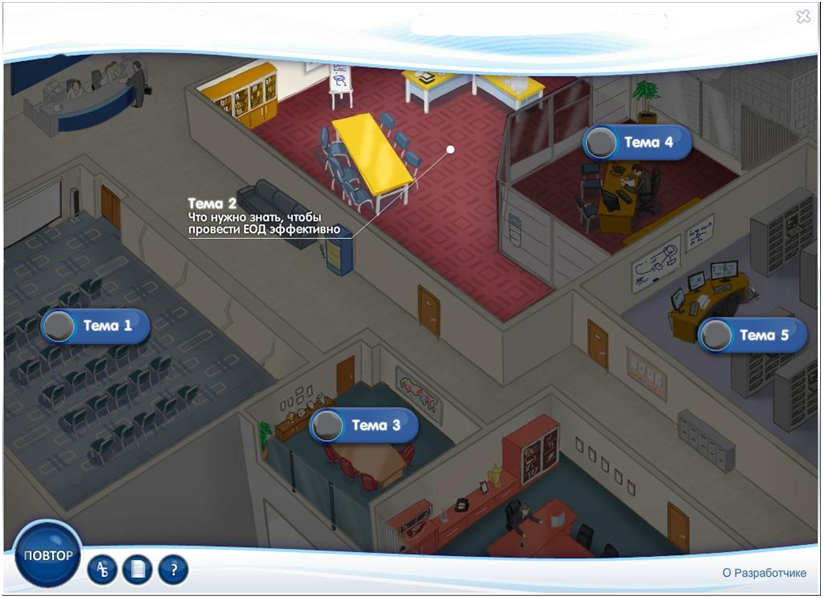 Тема 4
Тема 2
Что нужно знать, чтобы
провести ЕОД эффективно
Тема 1
Тема 5
Тема 3
ПОВТОР
АБ
?
О Разработчике